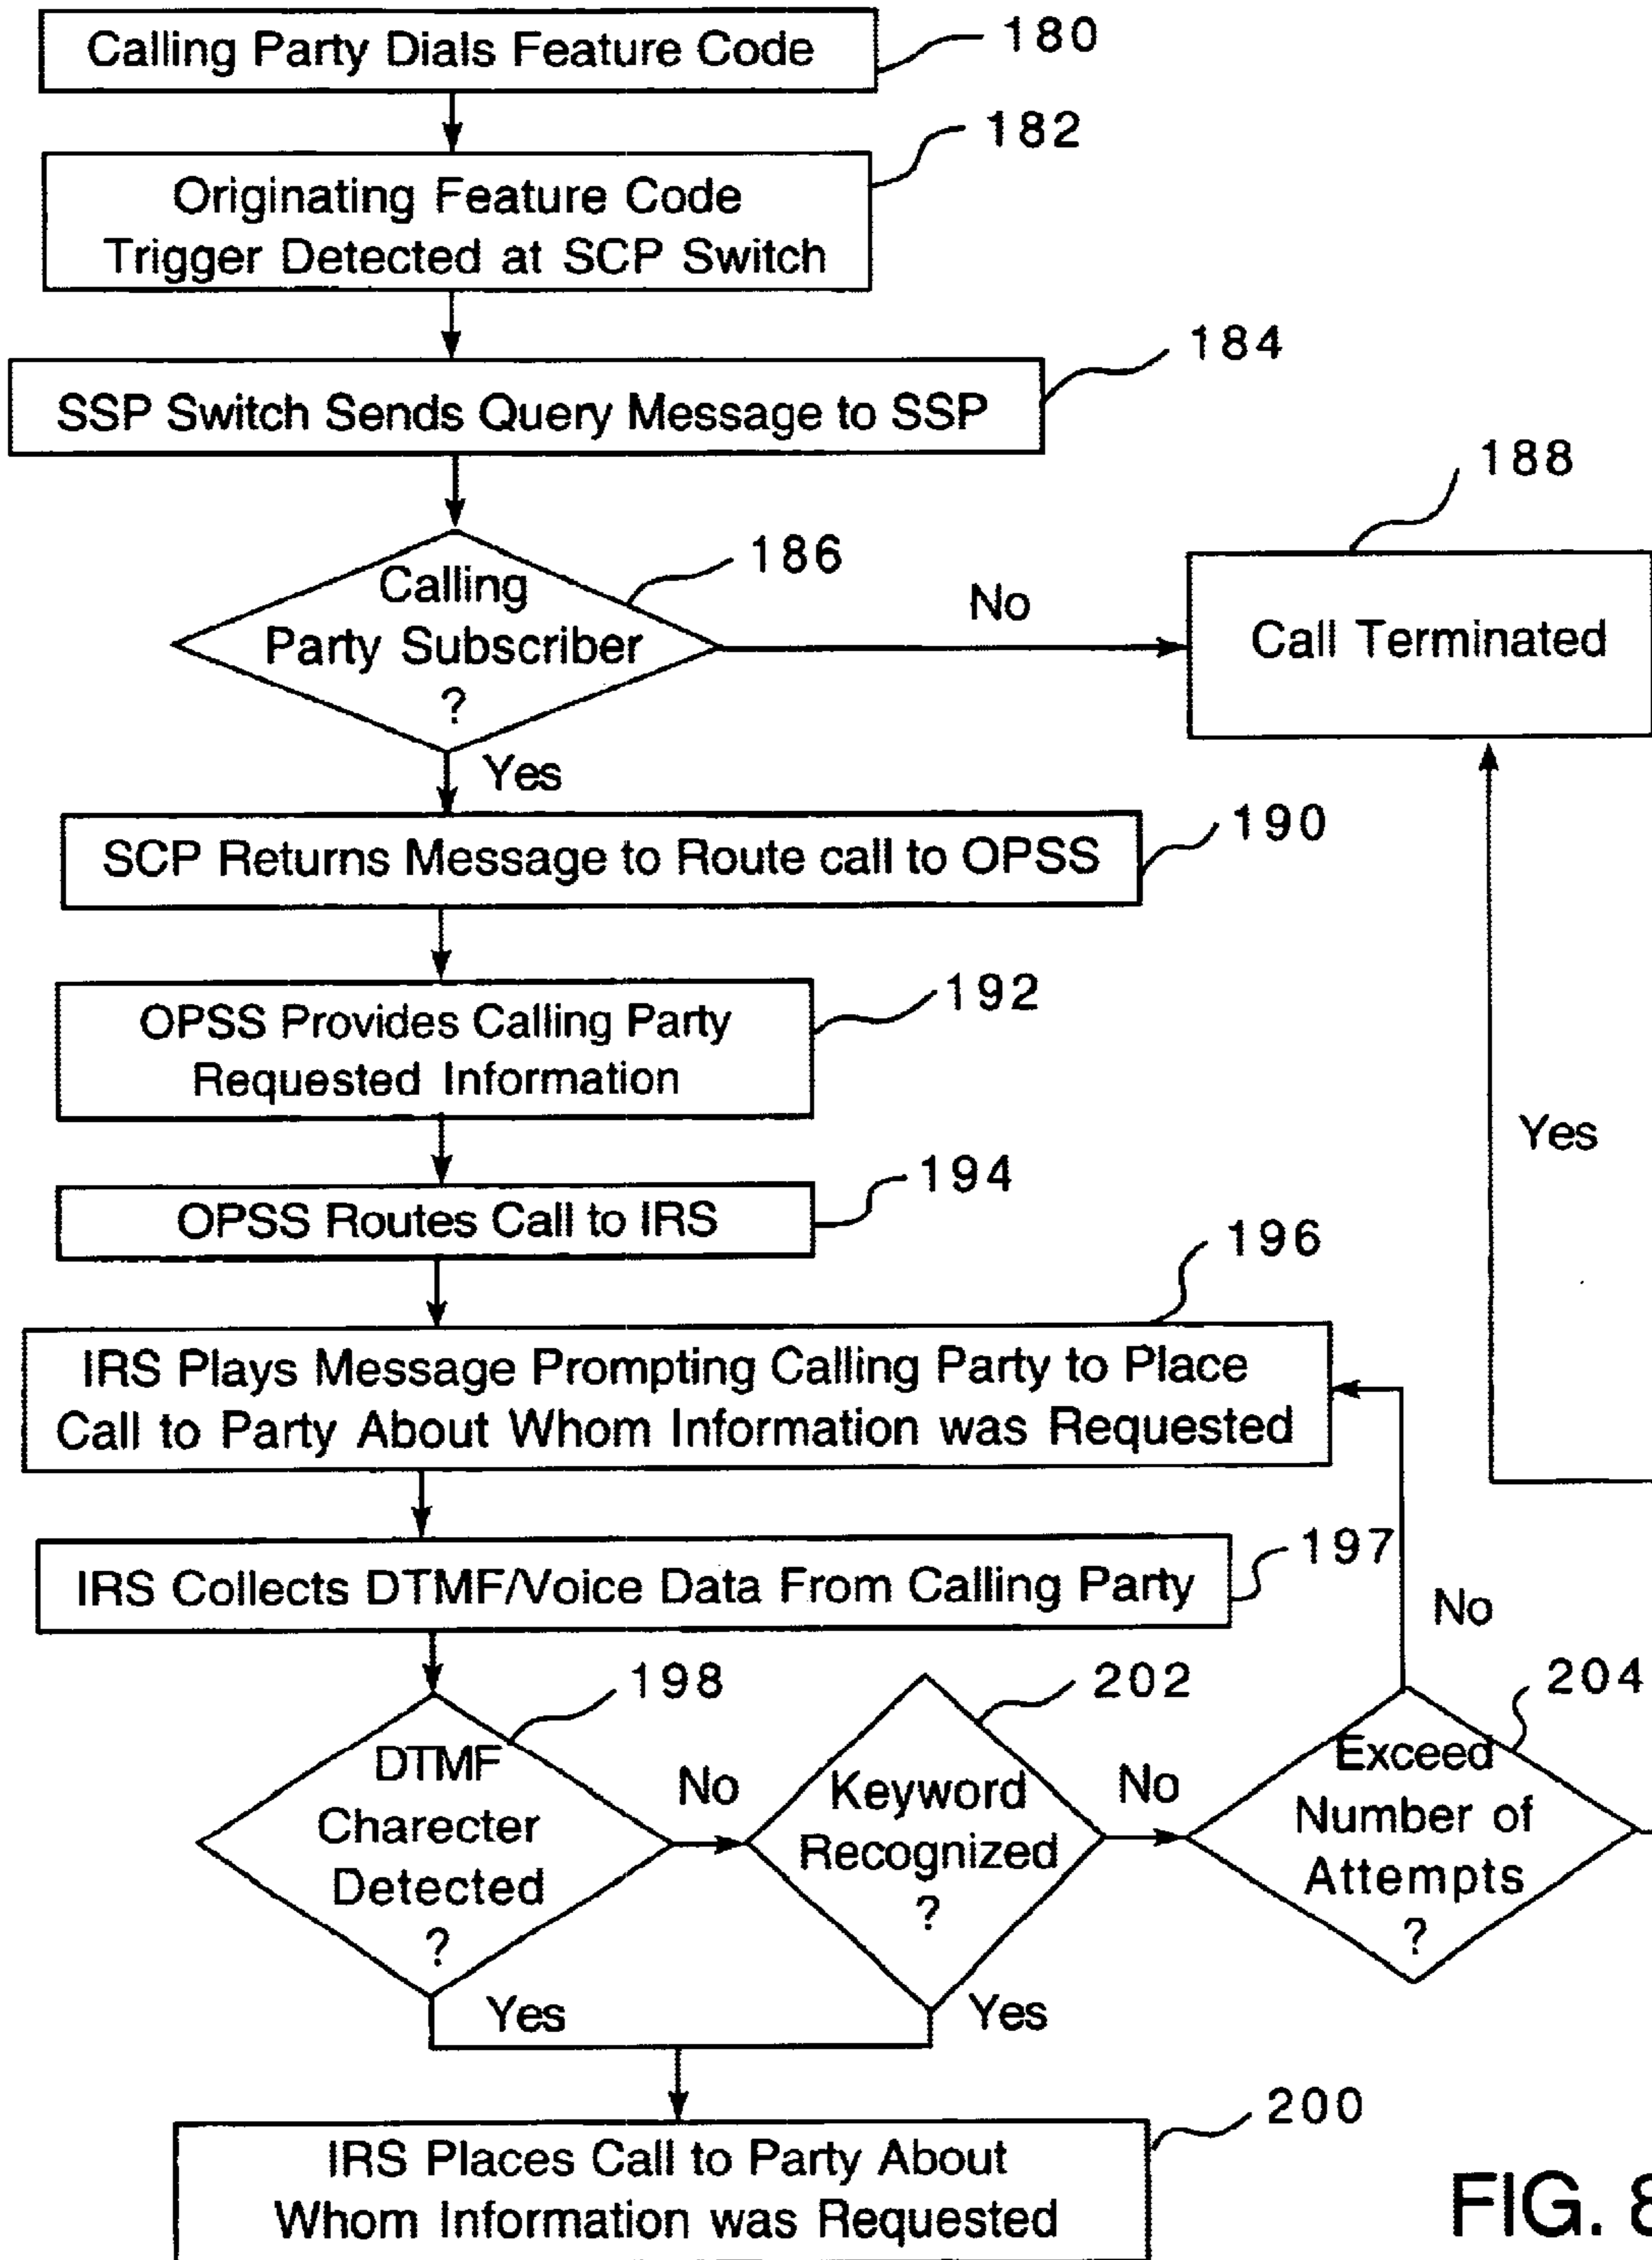 Calling Party Dials Feature Code
180
182
Originating Feature Code
Trigger Detected at SCP Switch
184
SSP Switch Sends Query Message to SSP
188
186
Calling
Party Subscriber
?
No
Call Terminated
Yes
190
SCP Returns Message to Route call to OPSS
192
OPSS Provides Calling Party
Requested Information
Yes
194
OPSS Routes Call to IRS
196
IRS Plays Message Prompting Calling Party to Place
Call to Party About Whom Information was Requested
197
IRS Collects DTMF/Voice Data From Calling Party
No
198
202
204
DTMF
Charecter
Detected
?
No
Keyword
Recognized
?
No
Exceed
Number of
Attempts
?
Yes
Yes
200
IRS Places Call to Party About
Whom Information was Requested
FIG. 8